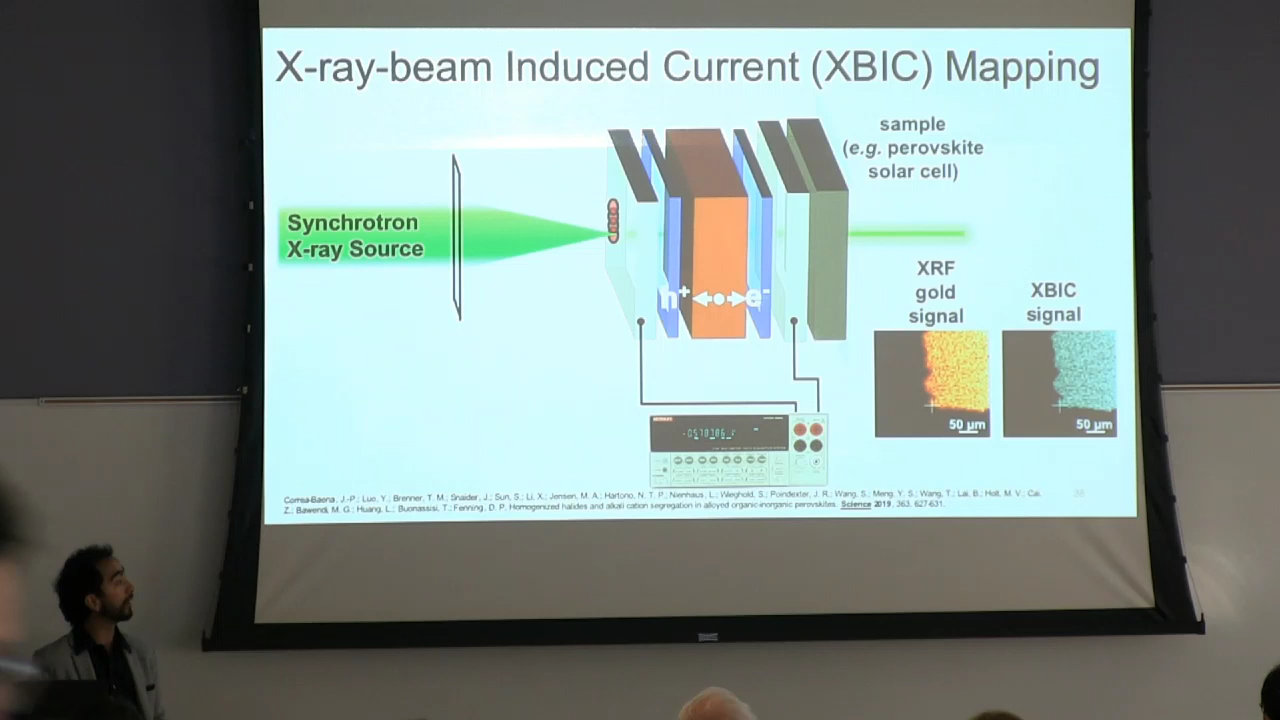 X-ray-beam Induced Current (XBIC) Mapping
sample
(e.g. perovskite
solar cell)
Synchrotron
X-ray Source
h⁺
e⁻
XRF
gold
signal
XBIC
signal
50 µm
50 µm
Correa-Baena, J.-P.; Luo, Y.; Brenner, T. M.; Snaider, J.; Sun, S.; Li, X.; Jensen, M. A.; Hartono, N. T. P.; Nienhaus, L.; Wieghold, S.; Poindexter, J. R.; Wang, S.; Meng, Y. S.; Wang, T.; Lai, B.; Holt, M. V.; Cai,
Z.; Bawendi, M. G.; Huang, L.; Buonassisi, T.; Fenning, D. P. Homogenized halides and alkali cation segregation in alloyed organic-inorganic perovskites. Science 2019, 363, 627-631.